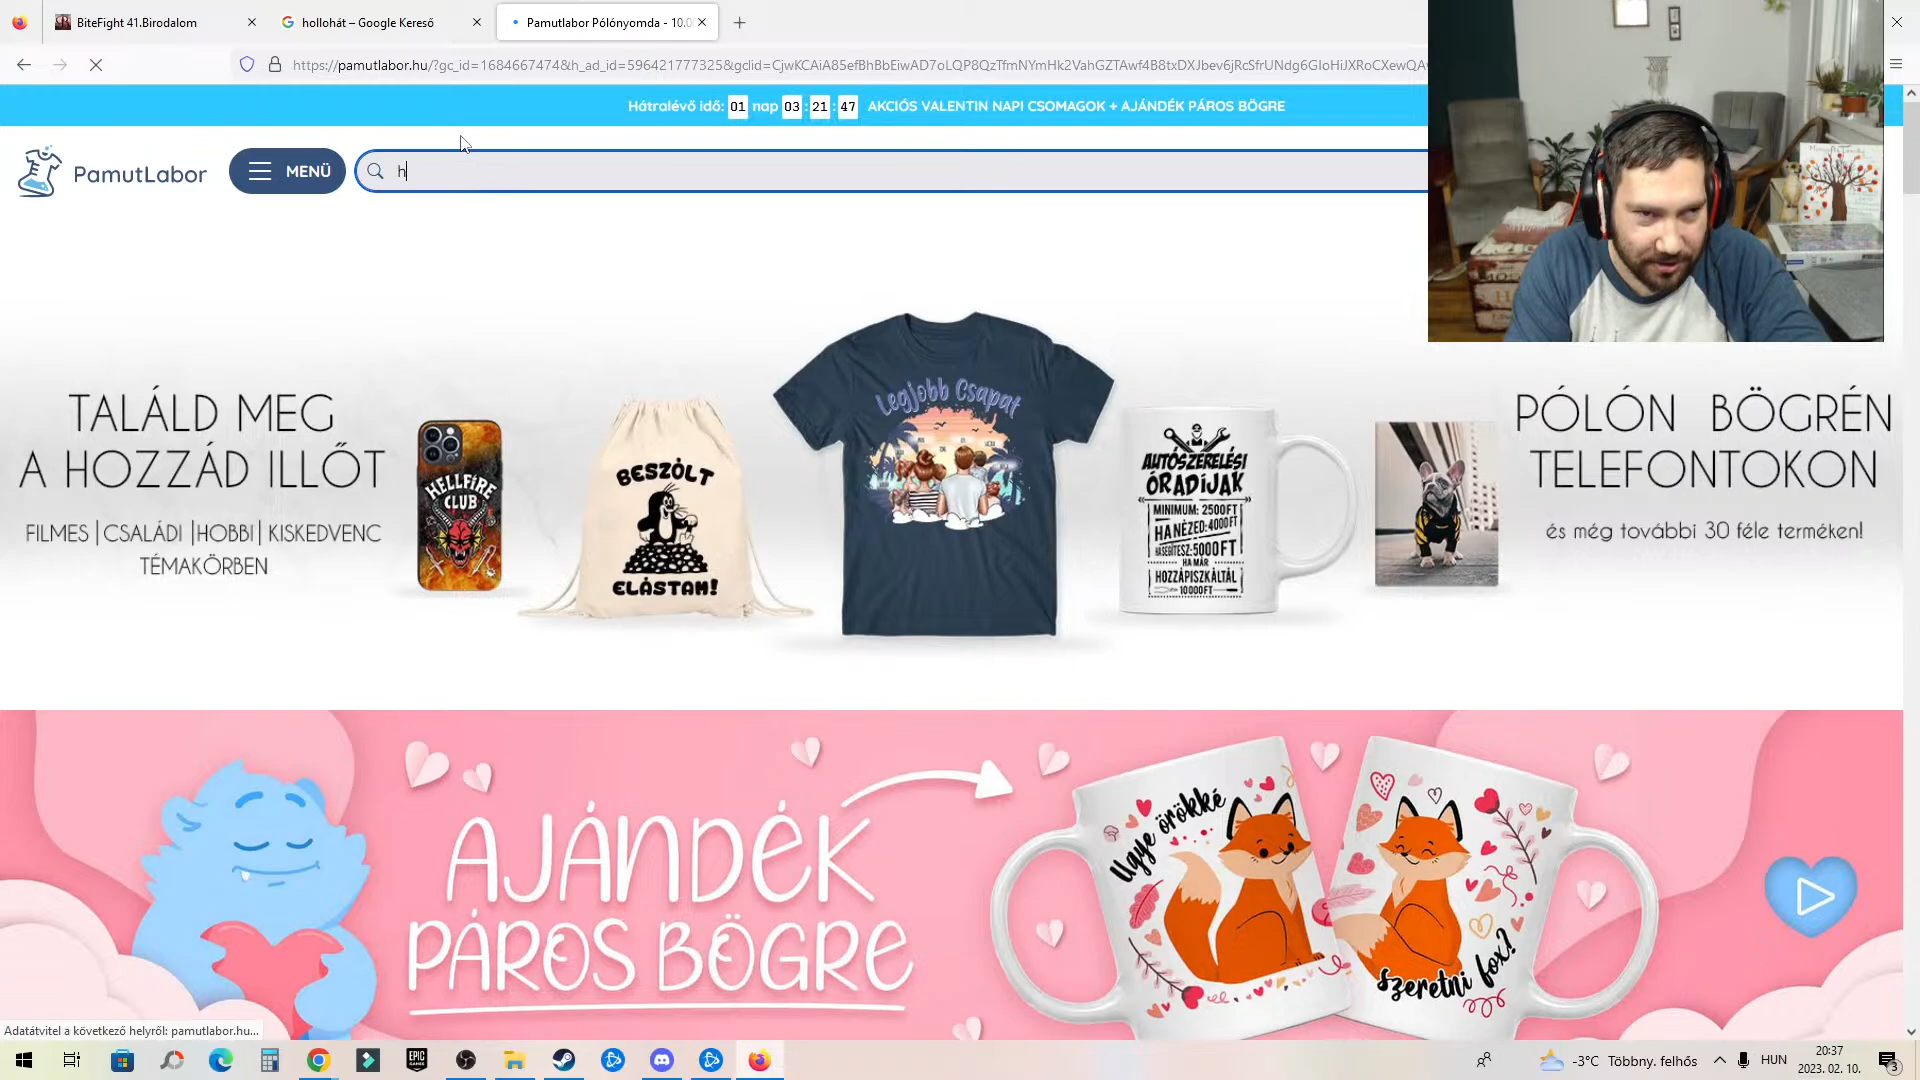 BiteFight 41.Birodalom
hollohát – Google Kereső
Pamutlabor Pólónyomda - 10.0
https://pamutlabor.hu/?gc_id=1684667474&h_ad_id=596421777325&gclid=CjwKCAiA85efBhBbEiwAD7oLQP8QzTfmNYmHk2VahGZTAwf4B8txDXJbev6jRcSfrUNdg6GIoHiJXRoCXewQA
Hátralévő idő: 01 nap 03 : 21 : 47 AKCIÓS VALENTIN NAPI CSOMAGOK + AJÁNDÉK PÁROS BÖGRE
PamutLabor
MENÜ
h
TALÁLD MEG
A HOZZÁD ILLŐT
FILMES | CSALÁDI | HOBBI | KISKEDVENC
TÉMAKÖRBEN
HELLFIRE
CLUB
BESZÓLT
ELÁSTAM!
Legjobb Csapat
AUTÓSZERELÉSI
ÓRADÍJAK
MINIMUM: 2500FT
HA NÉZED: 4000FT
HA SEGÍTESZ: 5000FT
HA MÁR
HOZZÁPISZKÁLTÁL
10000FT
PÓLÓN BÖGRÉN
TELEFONTOKON
és még további 30 féle terméken!
AJÁNDÉK
PÁROS BÖGRE
Ugye örökké
Szeretni fox?
Adatátvitel a következő helyről: pamutlabor.hu...
EPIC
GAMES
-3°C Többny. felhős
HUN
20:37
2023. 02. 10.
3